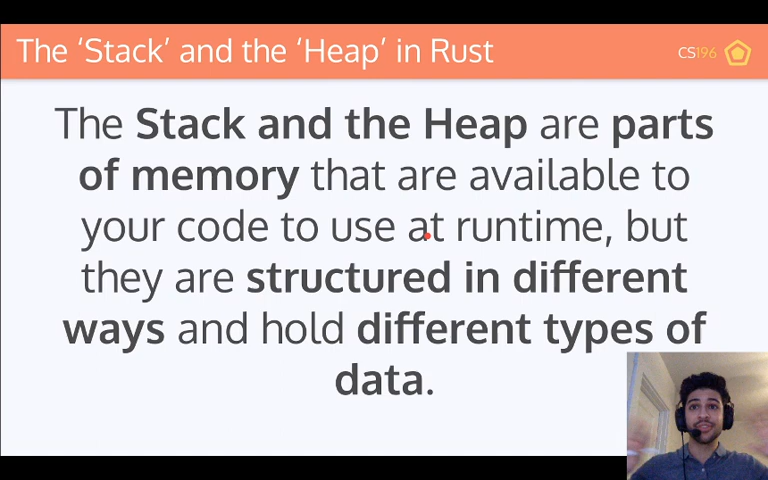 The ‘Stack’ and the ‘Heap’ in Rust
CS196
The Stack and the Heap are parts
of memory that are available to
your code to use at runtime, but
they are structured in different
ways and hold different types of
data.